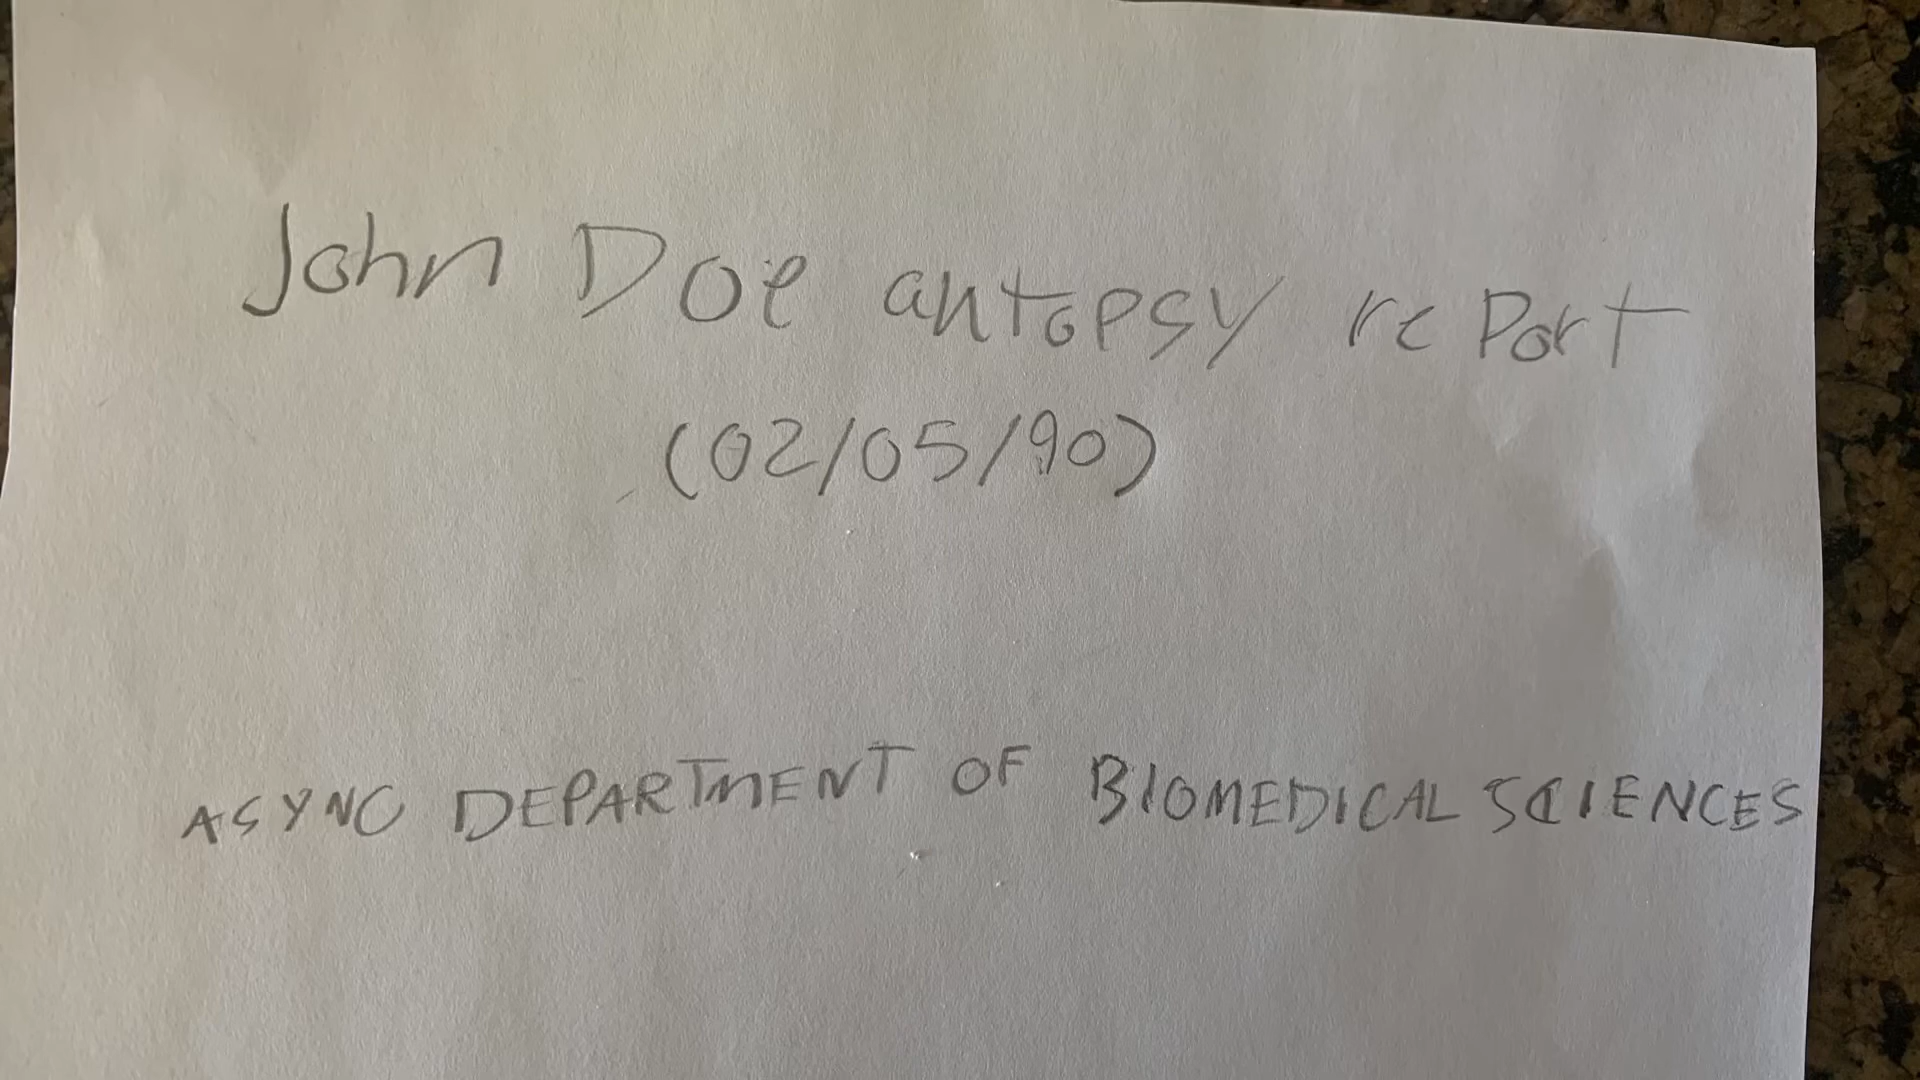 John Doe autopsy report
(02/05/90)
ASYNC DEPARTMENT OF BIOMEDICAL SCIENCES